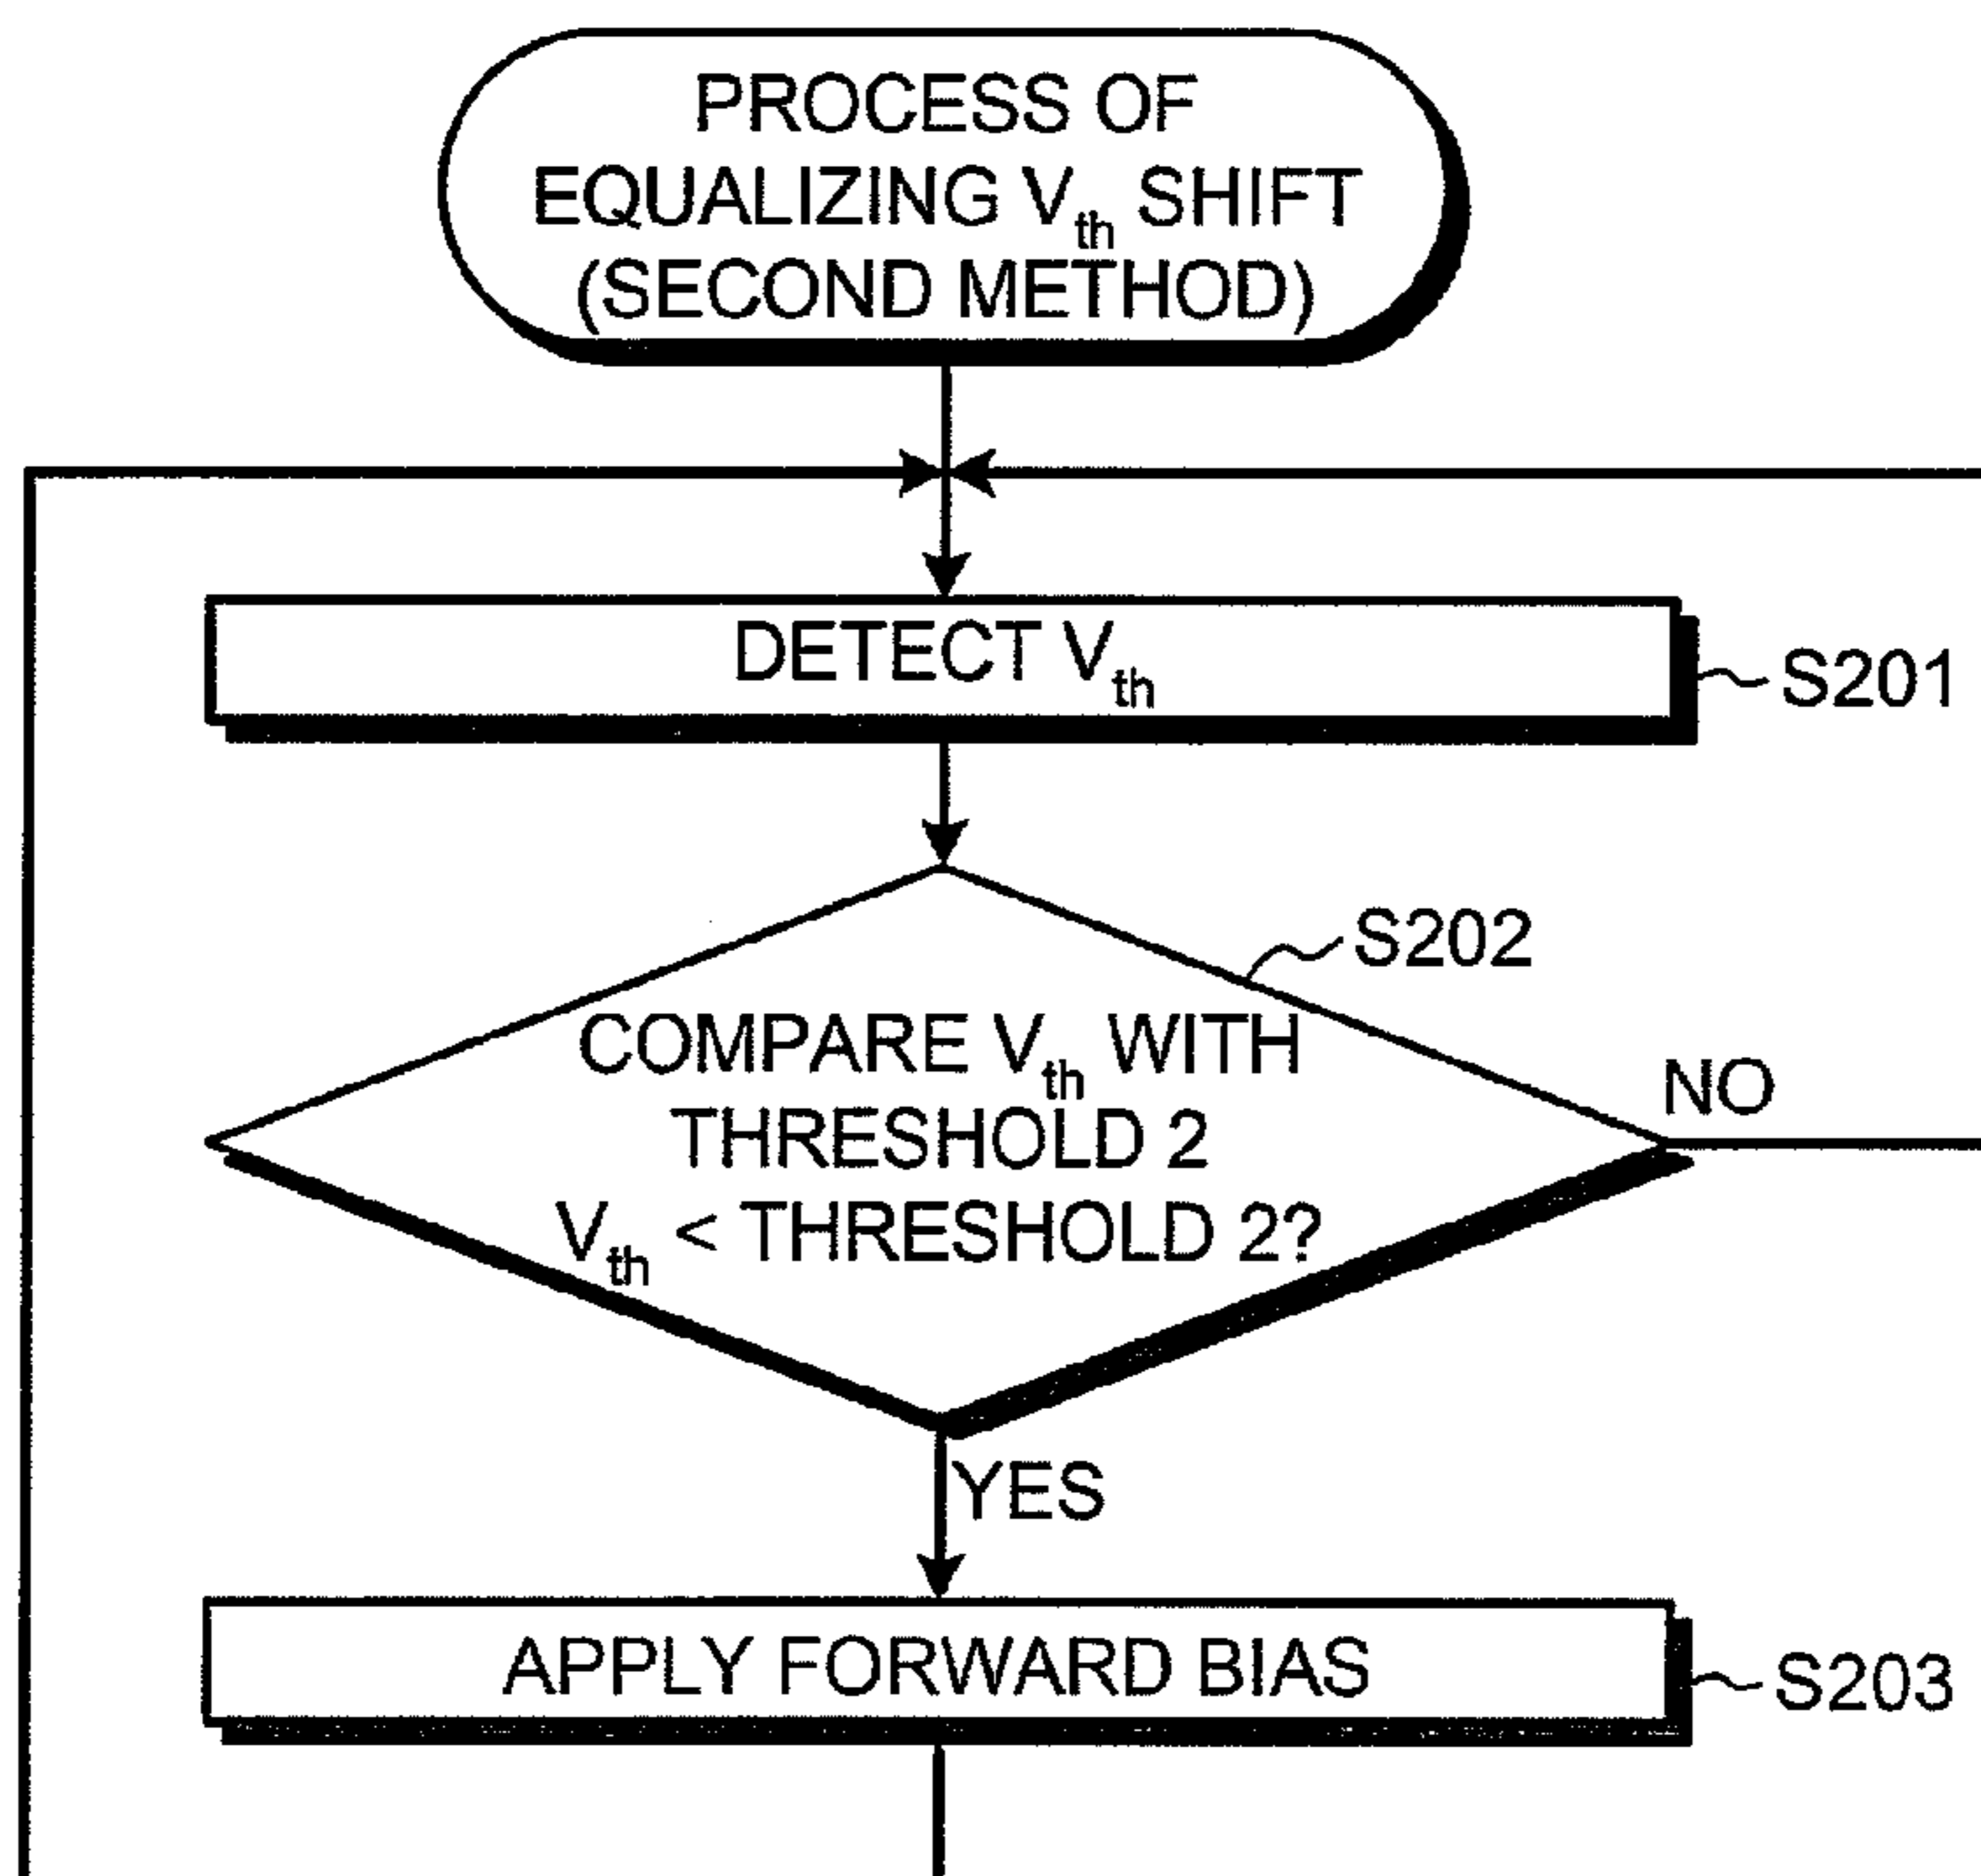 PROCESS OF
EQUALIZING Vth SHIFT
(SECOND METHOD)
DETECT Vth
S201
S202
COMPARE Vth WITH
THRESHOLD 2
Vth < THRESHOLD 2?
NO
YES
APPLY FORWARD BIAS
S203